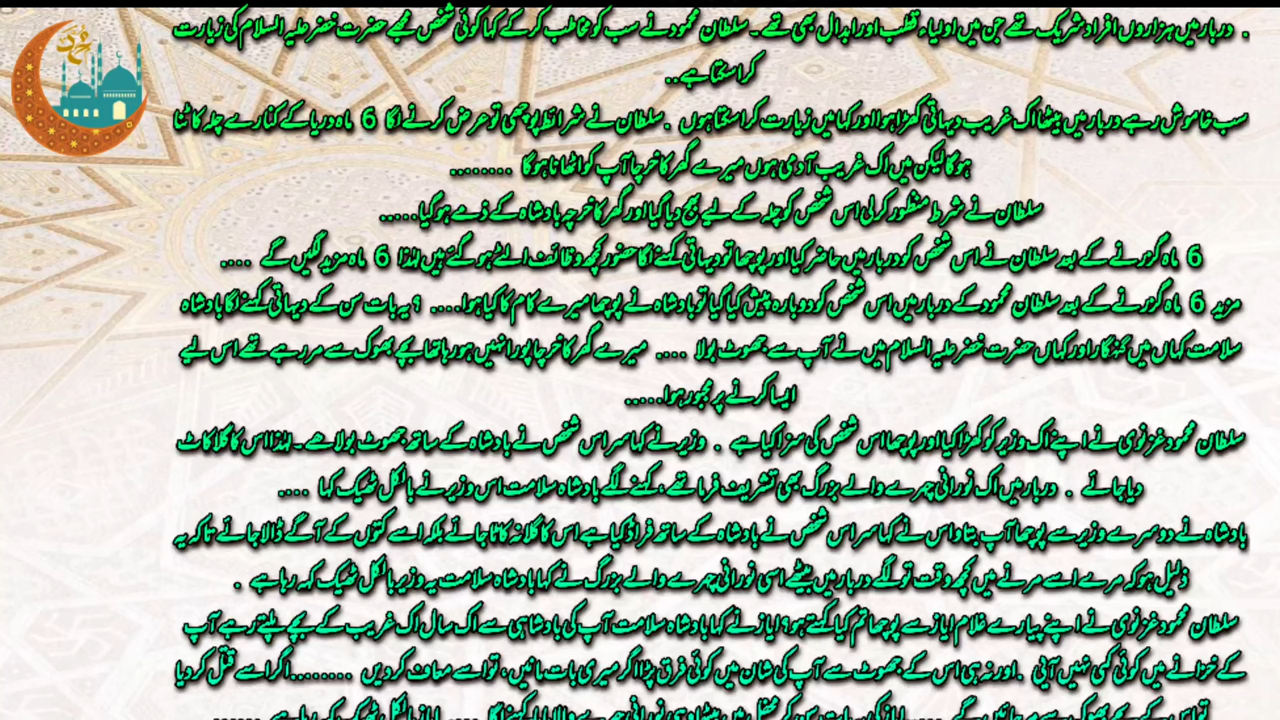 محمد
. دربار میں ہزاروں افراد شریک تھے جن میں اولیاء قطب اور ابدال بھی تھے ۔ سلطان محمود نے سب کو مخاطب کر کے کہا کوئی شخص مجھے حضرت خضر علیہ السلام کی زیارت
کرا سکتا ہے ..
سب خاموش رہے دربار میں بیٹھا اک غریب دیہاتی کھڑا ہوا اور کہا میں زیارت کرا سکتا ہوں .سلطان نے شرائط پوچھی تو عرض کرنے لگا 6 ماہ دریا کے کنارے چلہ کاٹنا
ہو گا لیکن میں اک غریب آدمی ہوں میرے گھر کا خرچا آپ کو اٹھانا ہو گا ........
سلطان نے شرط منظور کر لی اس شخص کو چلہ کے لیے بھیج دیا گیا اور گھر کا خرچہ بادشاہ کے ذمے ہو گیا.....
6 ماہ گزرنے کے بعد سلطان نے اس شخص کو دربار میں حاضر کیا اور پوچھا تو دیہاتی کہنے لگا حضور کچھ وظائف الٹے ہو گئے ہیں لہٰذا 6 ماہ مزید لگیں گے ....
مزید 6 ماہ گزرنے کے بعد سلطان محمود کے دربار میں اس شخص کو دوبارہ پیش کیا گیا تو بادشاہ نے پوچھا میرے کام کا کیا ہوا.... ؟ یہ بات سن کے دیہاتی کہنے لگا بادشاہ
سلامت کہاں میں گنہگار اور کہاں حضرت خضر علیہ السلام میں نے آپ سے جھوٹ بولا .... میرے گھر کا خرچا پورا نہیں ہو رہا تھا بچے بھوک سے مر رہے تھے اس لیے
ایسا کرنے پر مجبور ہوا.....
سلطان محمود غزنوی نے اپنے اک وزیر کو کھڑا کیا اور پوچھا اس شخص کی سزا کیا ہے . وزیر نے کہا سر اس شخص نے بادشاہ کے ساتھ جھوٹ بولا ھے۔ لہٰذا اس کا گلا کاٹ
دیا جائے . دربار میں اک نورانی چہرے والے بزرگ بھی تشریف فرما تھے ، کہنے لگے بادشاہ سلامت اس وزیر نے بالکل ٹھیک کہا ....
بادشاہ نے دوسرے وزیر سے پوچھا آپ بتاو اس نے کہا سر اس شخص نے بادشاہ کے ساتھ فراڈ کیا ہے اس کا گلا نہ کاٹا جائے بلکہ اسے کتوں کے آگے ڈالا جائے تاکہ یہ
ذلیل ہو کہ مرے اسے مرنے میں کچھ وقت تو لگے دربار میں بیٹھے اسی نورانی چہرے والے بزرگ نے کہا بادشاہ سلامت یہ وزیر بالکل ٹھیک کہہ رہا ہے .
سلطان محمود غزنوی نے اپنے پیارے غلام ایاز سے پوچھا تم کیا کہتے ہو؟ ایاز نے کہا بادشاہ سلامت آپ کی بادشاہی سے اک سال اک غریب کے بچے پلتے رہے آپ
کے خزانے میں کوئی کمی نہیں آیی .اور نہ ہی اس کے جھوٹ سے آپ کی شان میں کوئی فرق پڑا اگر میری بات مانیں ، تو اسے معاف کر دیں ........اگر اسے قتل کر دیا